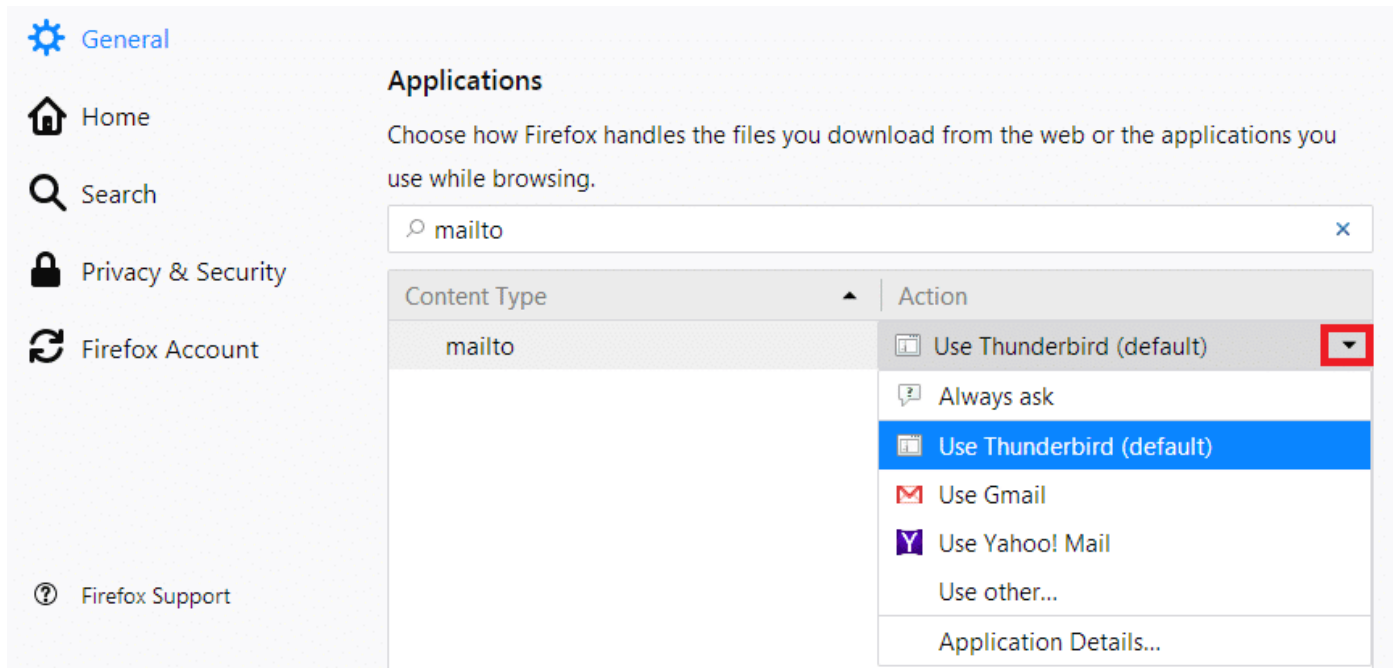 General
Home
Search
Privacy & Security
Firefox Account
Firefox Support
Applications
Choose how Firefox handles the files you download from the web or the applications you
use while browsing.
mailto
Content Type
Action
mailto
Use Thunderbird (default)
Always ask
Use Thunderbird (default)
Use Gmail
Use Yahoo! Mail
Use other...
Application Details...